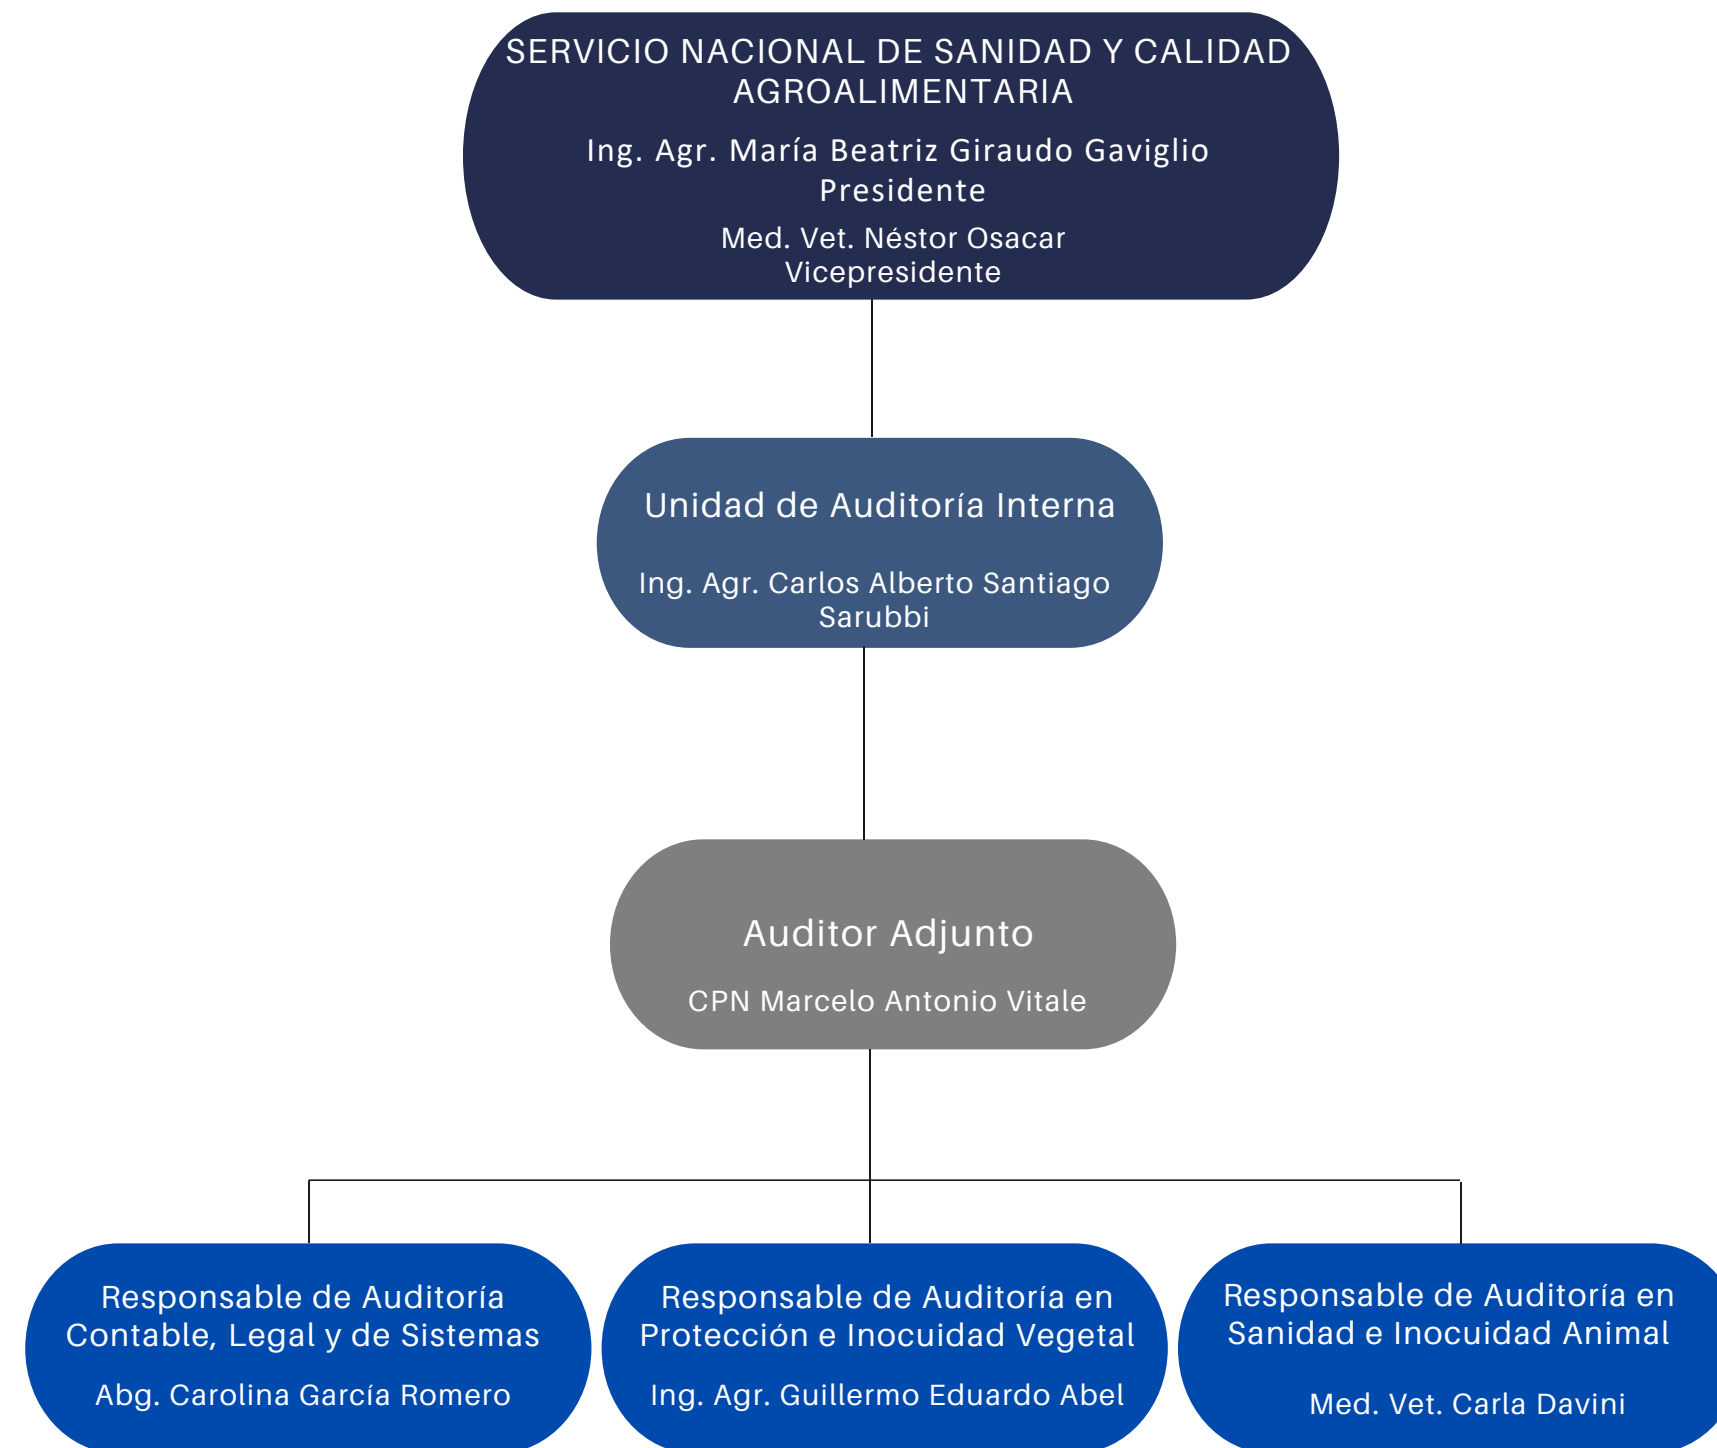 SERVICIO NACIONAL DE SANIDAD Y CALIDAD
AGROALIMENTARIA
Ing. Agr. María Beatriz Giraudo Gaviglio
Presidente
Med. Vet. Néstor Osacar
Vicepresidente
Unidad de Auditoría Interna
Ing. Agr. Carlos Alberto Santiago
Sarubbi
Auditor Adjunto
CPN Marcelo Antonio Vitale
Responsable de Auditoría
Contable, Legal y de Sistemas
Abg. Carolina García Romero
Responsable de Auditoría en
Protección e Inocuidad Vegetal
Ing. Agr. Guillermo Eduardo Abel
Responsable de Auditoría en
Sanidad e Inocuidad Animal
Med. Vet. Carla Davini